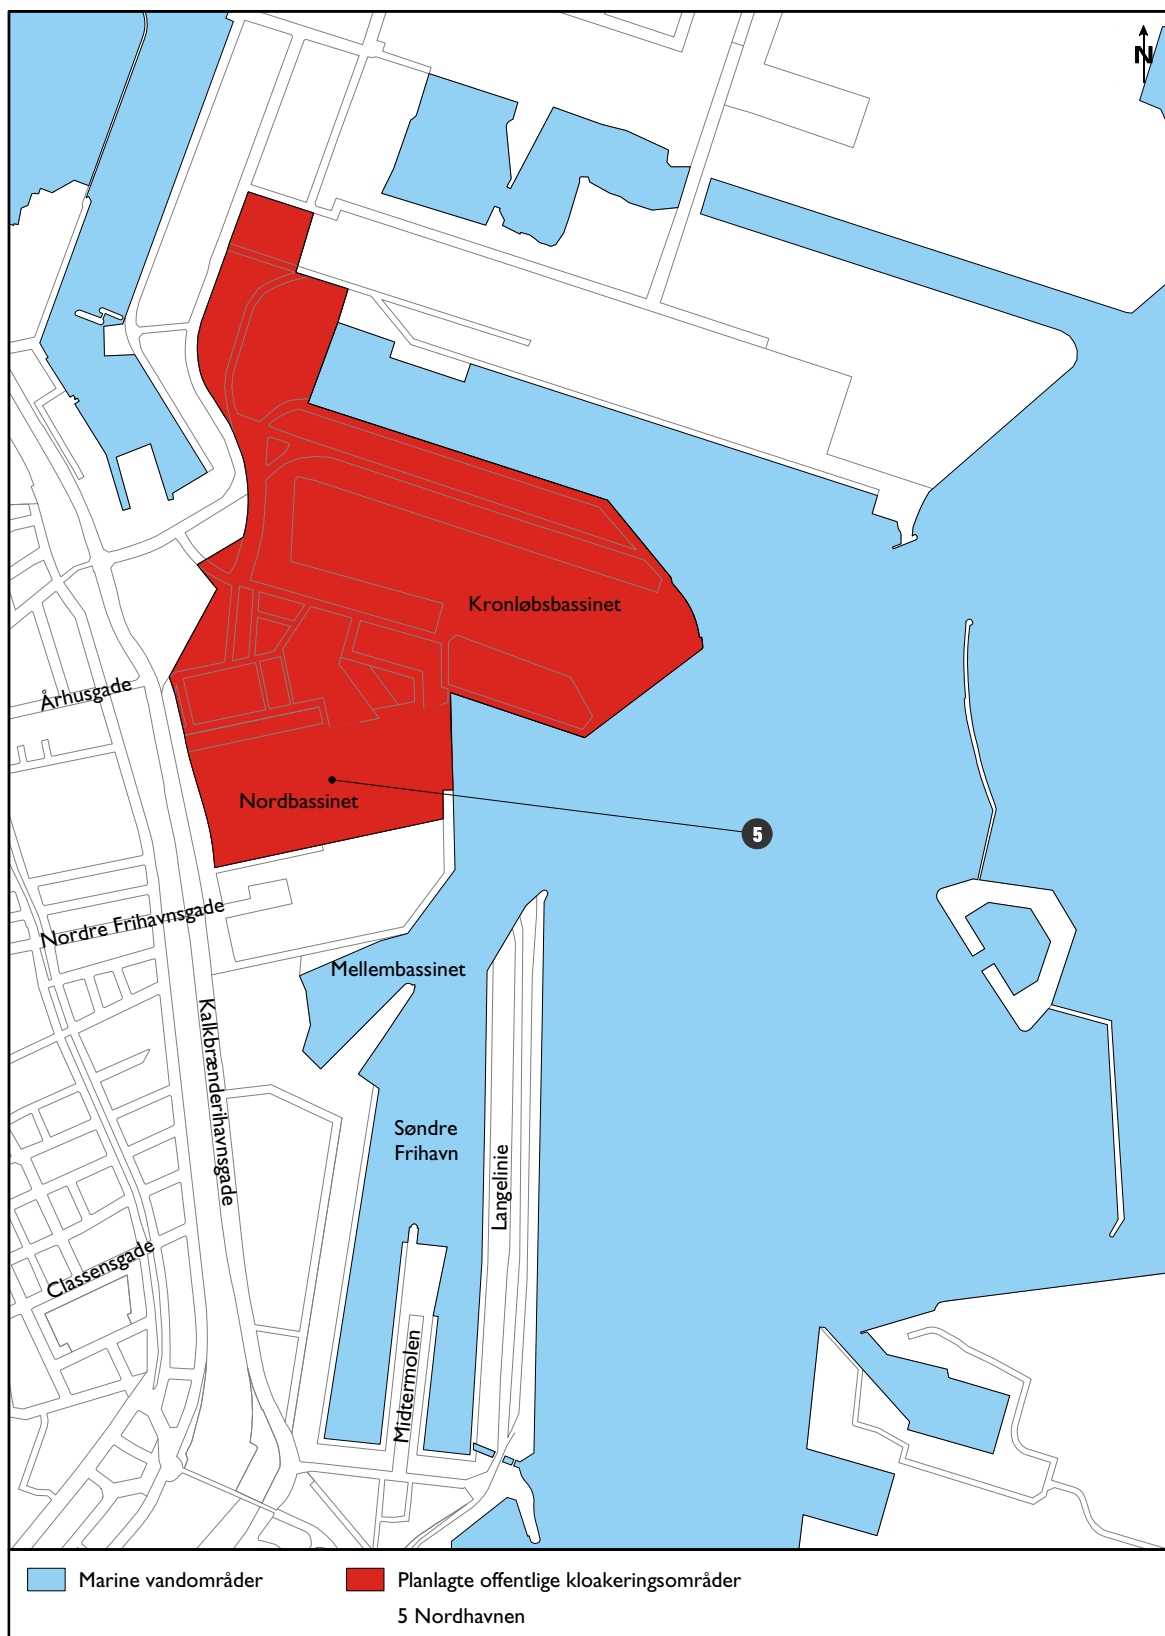 N
Kronløbsbassinet
Århusgade
Nordbassinet
5
Nordre Frihavnsgade
Mellembassinet
Kalkbrænderihavnsgade
Søndre
Frihavn
Langelinie
Classensgade
Midtermolen
Marine vandområder
Planlagte offentlige kloakeringsområder
5 Nordhavnen